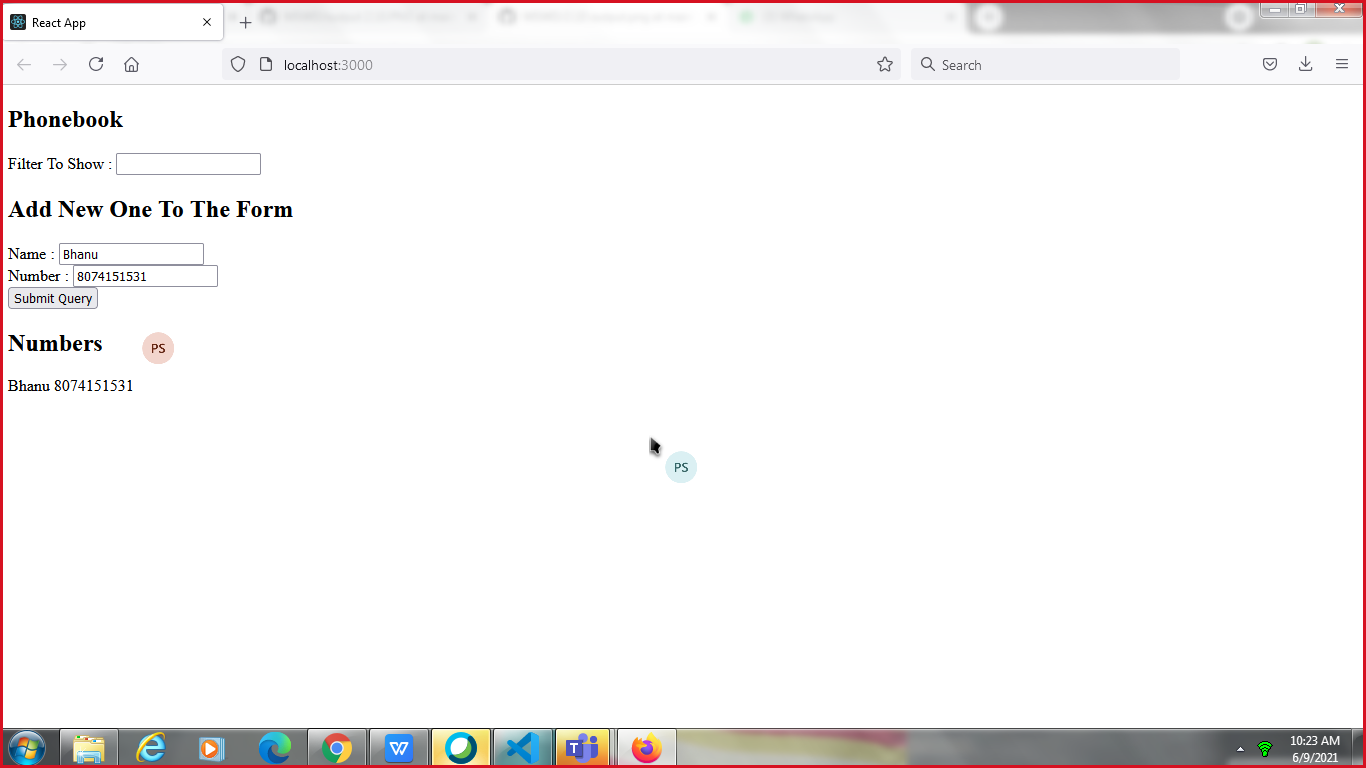 React App
localhost:3000
Search
Phonebook
Filter To Show :
Add New One To The Form
Name : Bhanu
Number : 8074151531
Submit Query
Numbers
PS
Bhanu 8074151531
PS
10:23 AM
6/9/2021